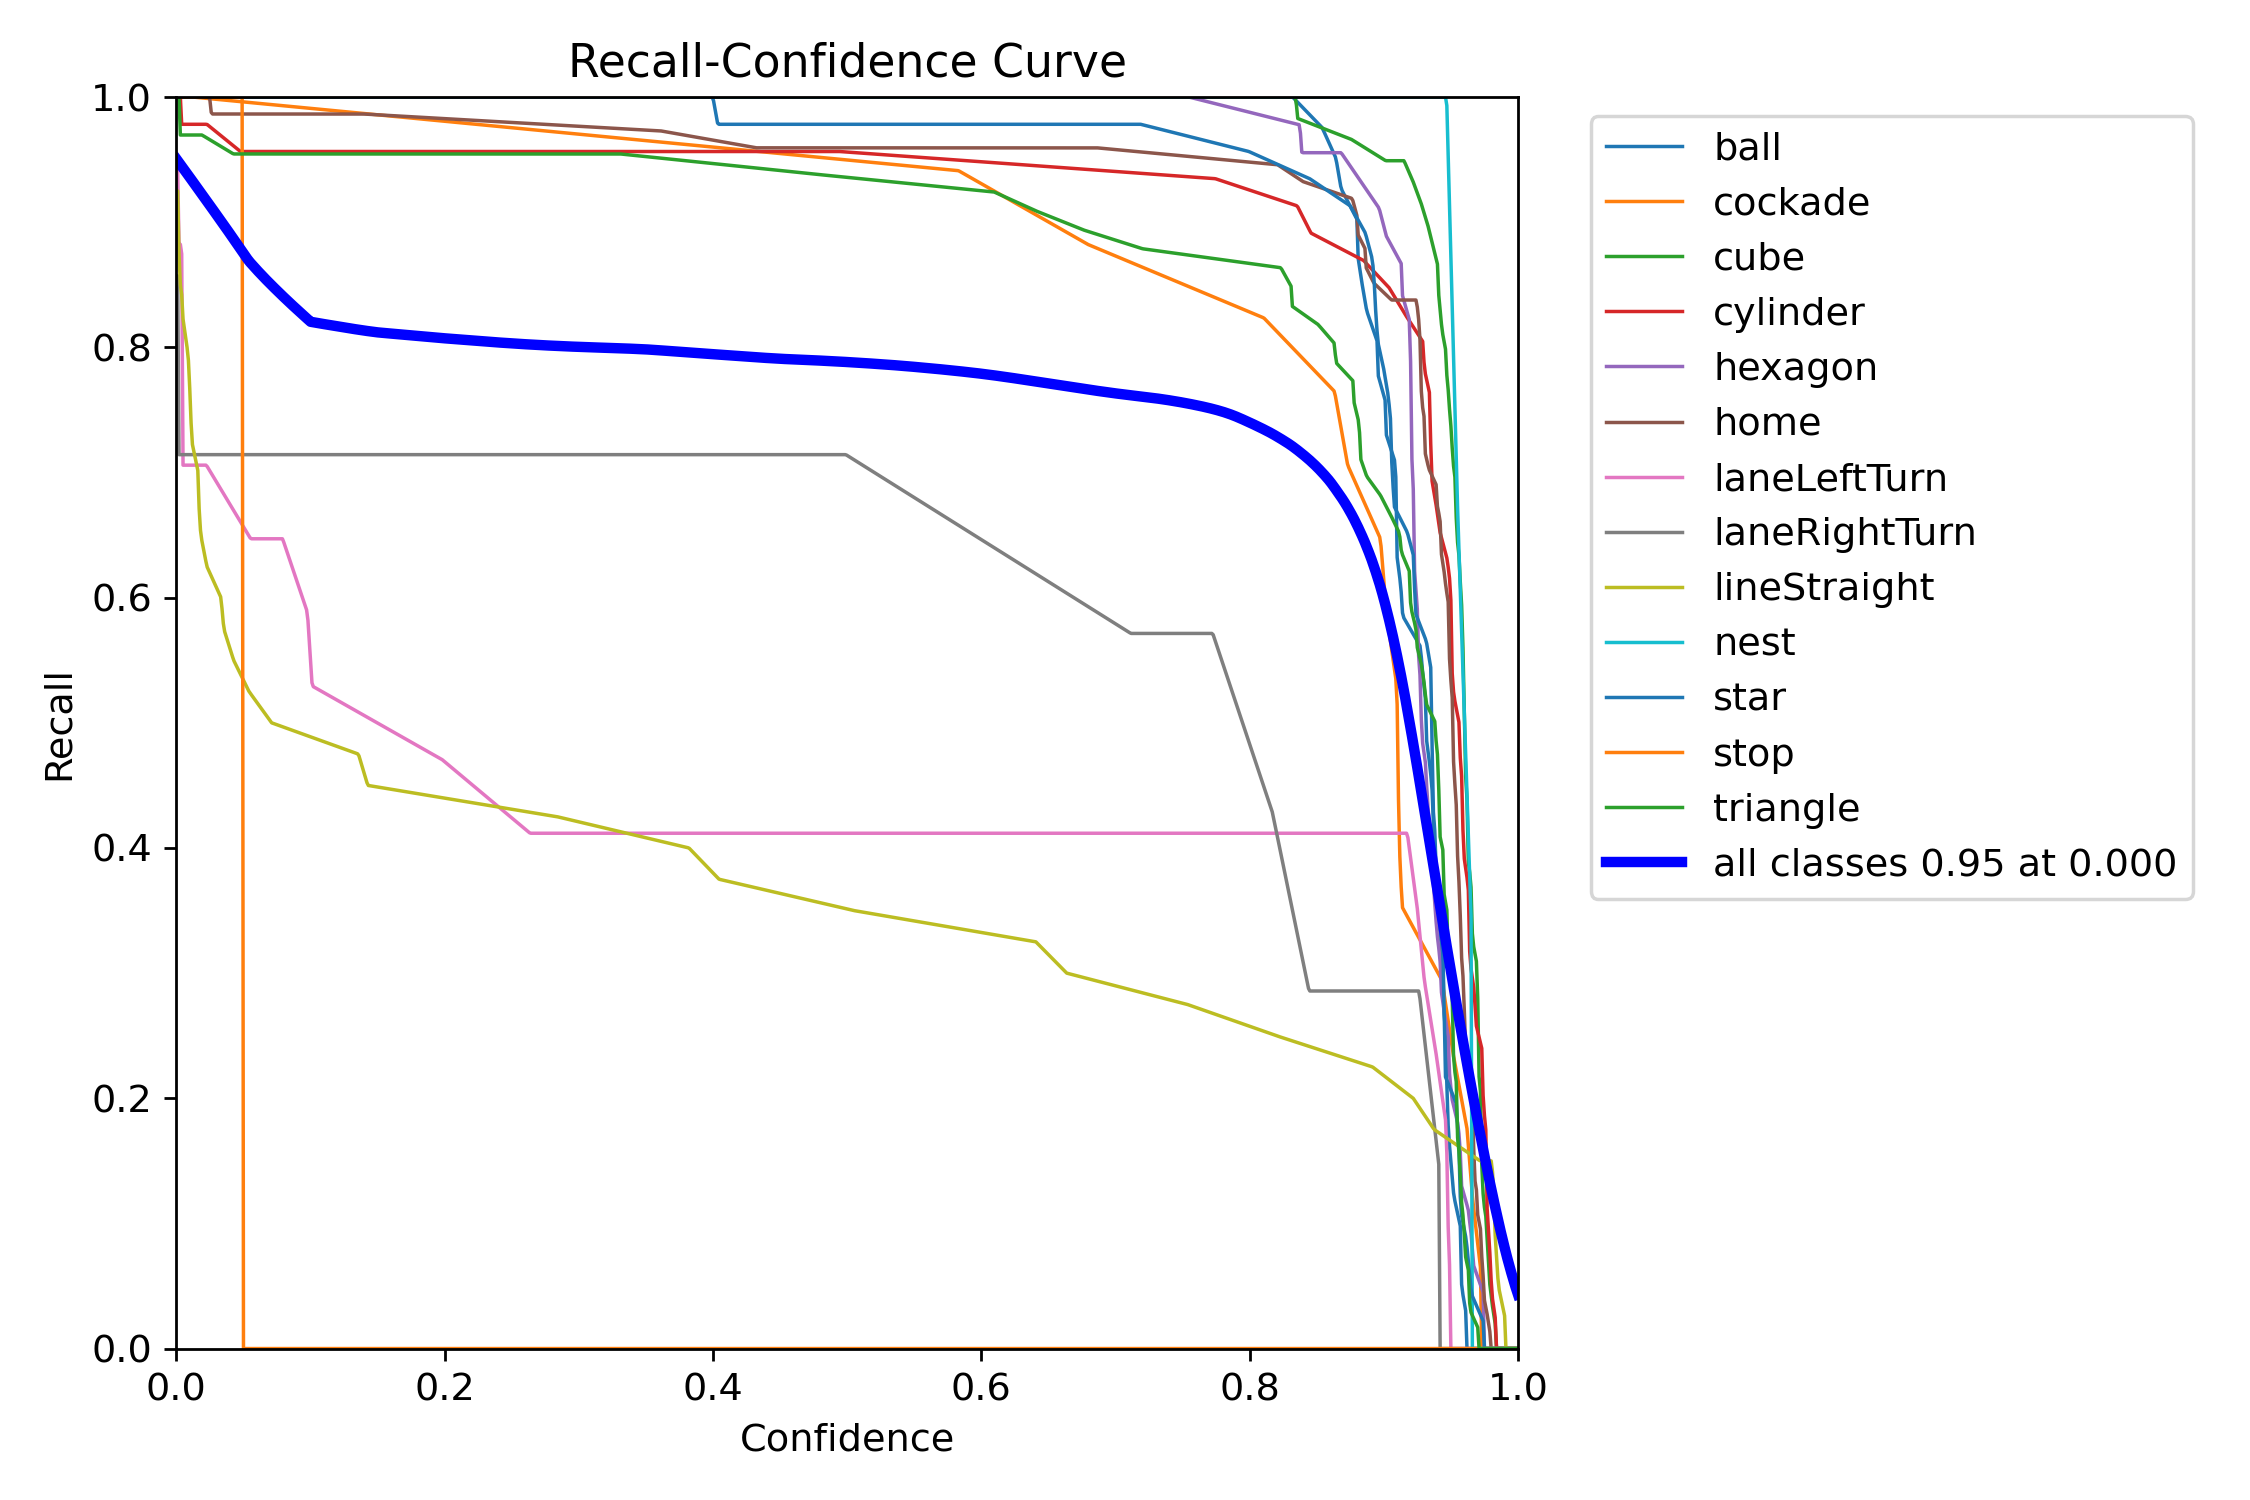 Recall-Confidence Curve
1.0
0.8
0.6
0.4
0.2
0.0
Recall
0.0 0.2 0.4 0.6 0.8 1.0
Confidence
ball
cockade
cube
cylinder
hexagon
home
laneLeftTurn
laneRightTurn
lineStraight
nest
star
stop
triangle
all classes 0.95 at 0.000